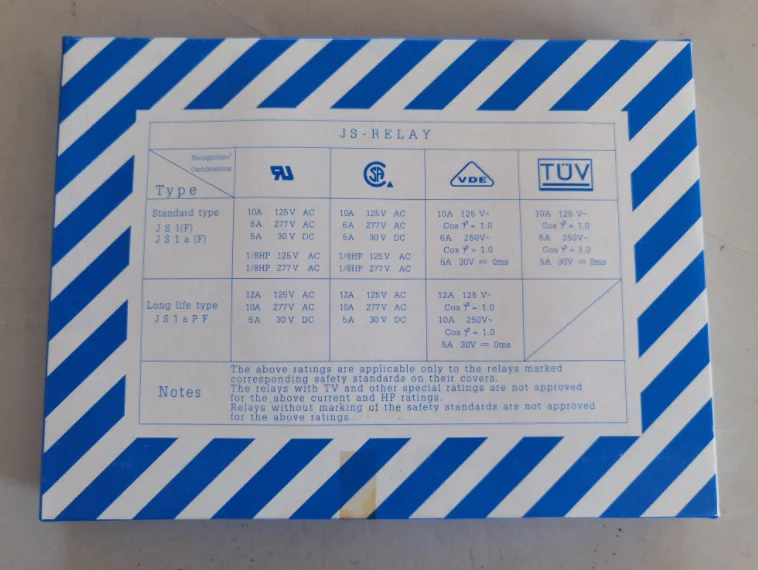 JS-RELAY
Recognition/
Certifications
Type
RU
SA
VDE
TÜV
Standard type
JS1(F)
JS1a(F)
10A 125V AC
6A 277V AC
5A 30V DC
1/8HP 125V AC
1/8HP 277V AC
10A 125V AC
6A 277V AC
5A 30V DC
1/8HP 125V AC
1/8HP 277V AC
10A 125 V~
Cos φ = 1.0
6A 250V~
Cos φ = 1.0
5A 30V ⎓ 0ms
10A 125 V~
Cos φ = 1.0
6A 250V~
Cos φ = 1.0
5A 30V ⎓ 0ms
Long life type
JS1aPF
12A 125V AC
10A 277V AC
5A 30V DC
12A 125V AC
10A 277V AC
5A 30V DC
12A 125 V~
Cos φ = 1.0
10A 250V~
Cos φ = 1.0
5A 30V ⎓ 0ms
Notes
The above ratings are applicable only to the relays marked
corresponding safety standards on their covers.
The relays with TV and other special ratings are not approved
for the above current and HP ratings.
Relays without marking of the safety standards are not approved
for the above ratings.